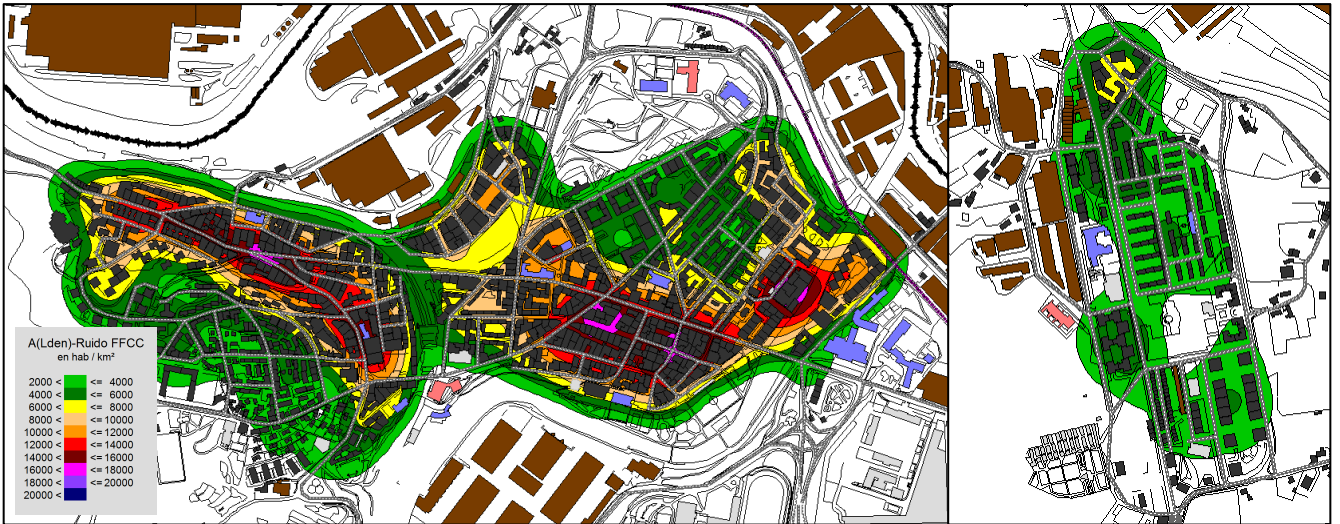 A(Lden)-Ruido FFCC
en hab / km²
2000 < <= 4000
4000 < <= 6000
6000 < <= 8000
8000 < <= 10000
10000 < <= 12000
12000 < <= 14000
14000 < <= 16000
16000 < <= 18000
18000 < <= 20000
20000 <